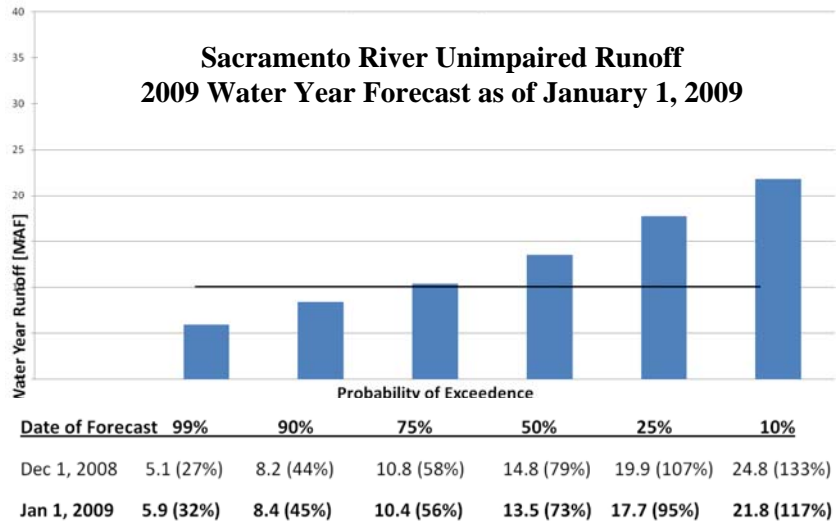 40
Sacramento River Unimpaired Runoff
2009 Water Year Forecast as of January 1, 2009
35
30
25
20
Water Year Runoff [MAF]
Probability of Exceedence
Date of Forecast 99% 90% 75% 50% 25% 10%
Dec 1, 2008 5.1 (27%) 8.2 (44%) 10.8 (58%) 14.8 (79%) 19.9 (107%) 24.8 (133%)
Jan 1, 2009 5.9 (32%) 8.4 (45%) 10.4 (56%) 13.5 (73%) 17.7 (95%) 21.8 (117%)